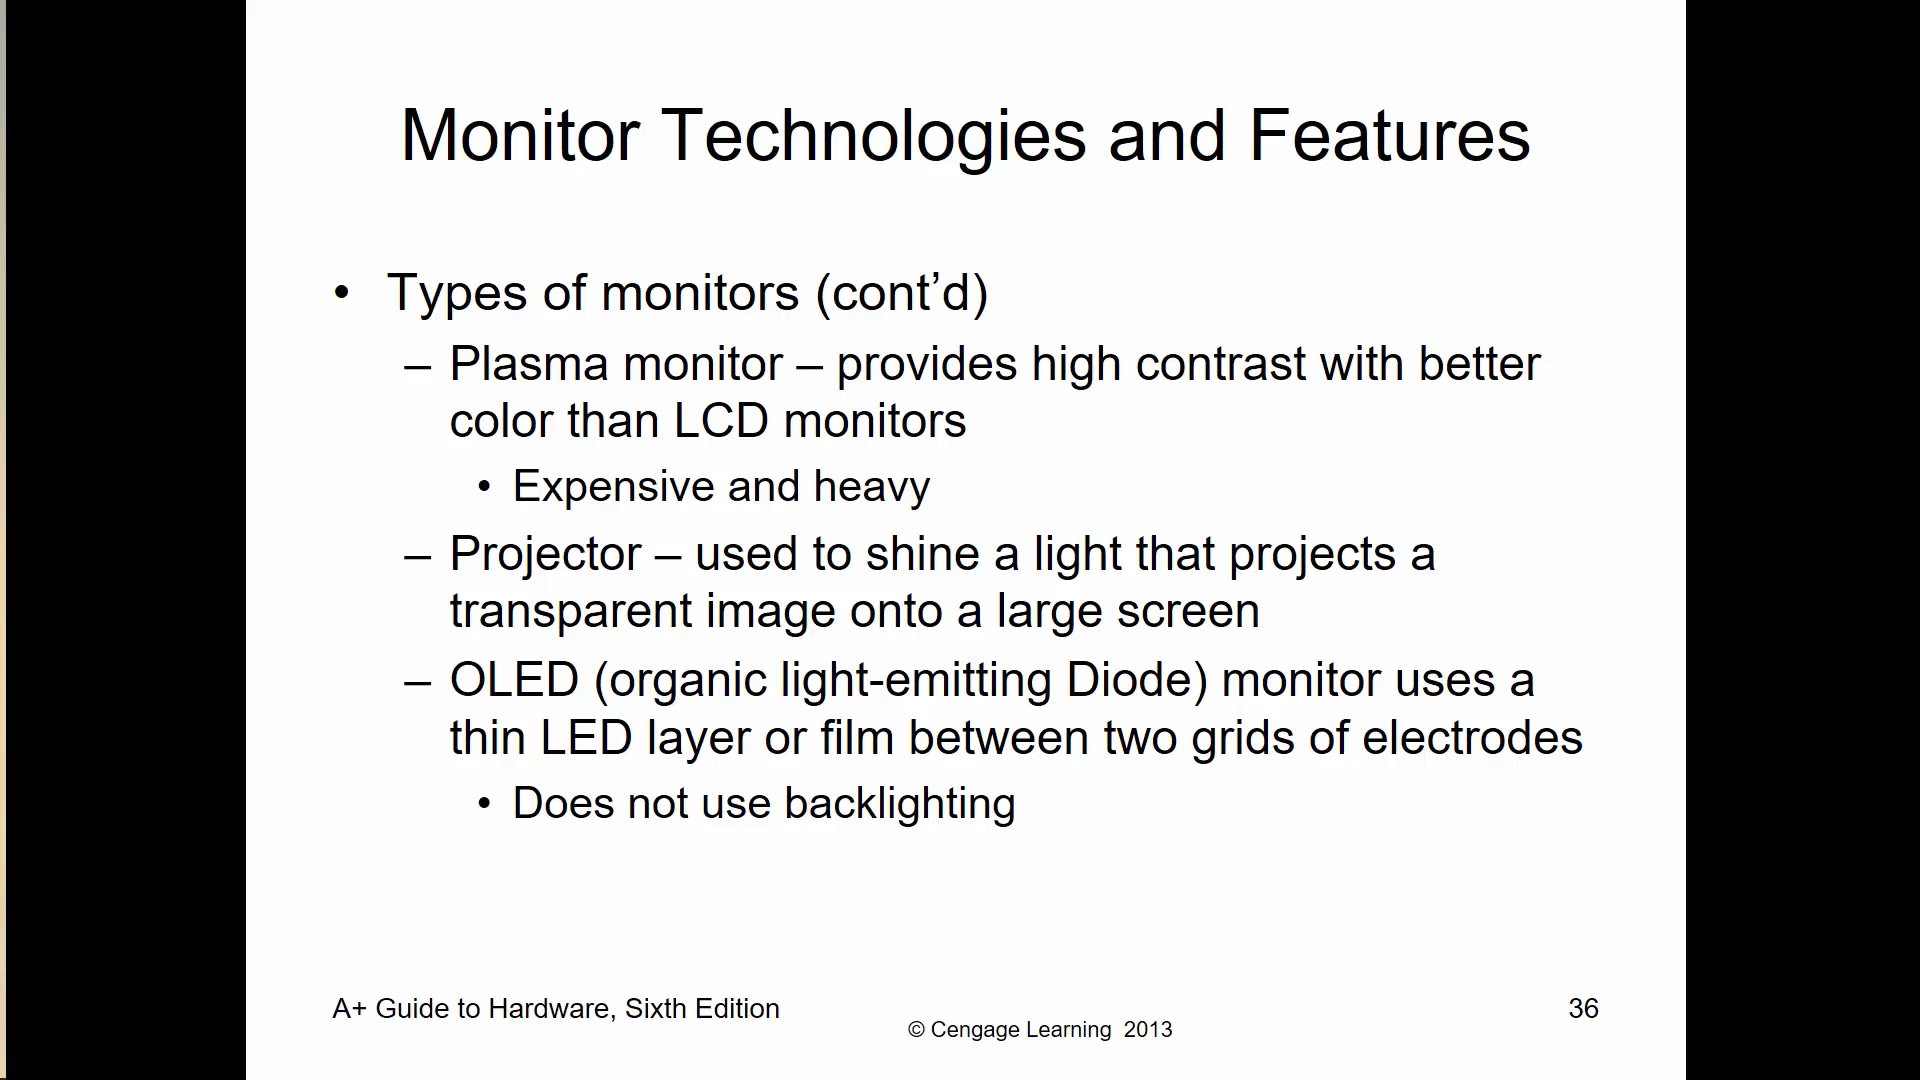 Monitor Technologies and Features
• Types of monitors (cont’d)
– Plasma monitor – provides high contrast with better
color than LCD monitors
• Expensive and heavy
– Projector – used to shine a light that projects a
transparent image onto a large screen
– OLED (organic light-emitting Diode) monitor uses a
thin LED layer or film between two grids of electrodes
• Does not use backlighting
A+ Guide to Hardware, Sixth Edition
© Cengage Learning 2013
36